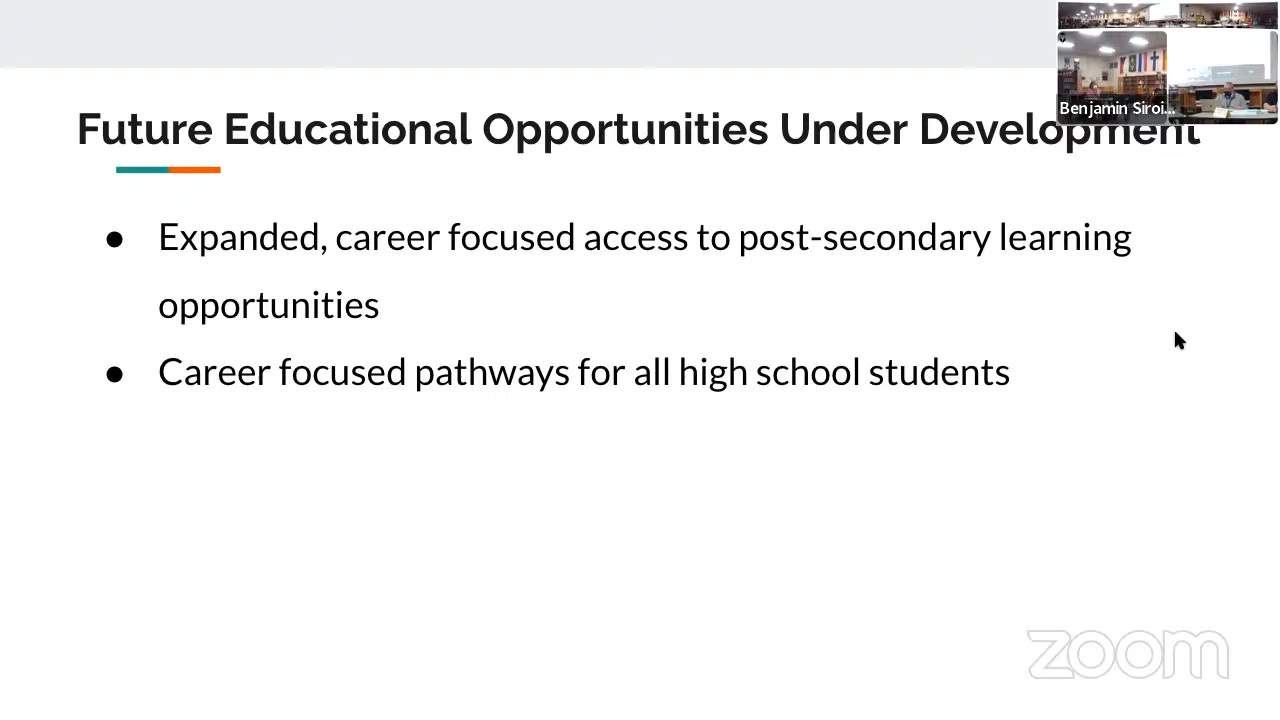 Benjamin Siroi...
Future Educational Opportunities Under Development
● Expanded, career focused access to post-secondary learning
opportunities
● Career focused pathways for all high school students
zoom